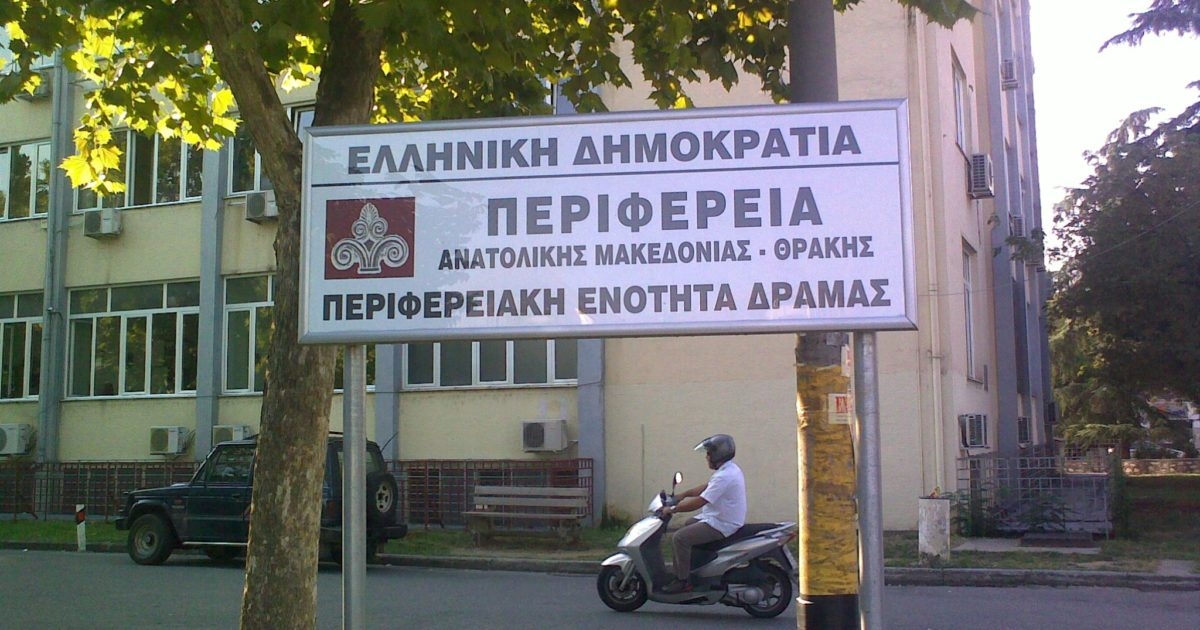 ΕΛΛΗΝΙΚΗ ΔΗΜΟΚΡΑΤΙΑ
ΠΕΡΙΦΕΡΕΙΑ
ΑΝΑΤΟΛΙΚΗΣ ΜΑΚΕΔΟΝΙΑΣ - ΘΡΑΚΗΣ
ΠΕΡΙΦΕΡΕΙΑΚΗ ΕΝΟΤΗΤΑ ΔΡΑΜΑΣ